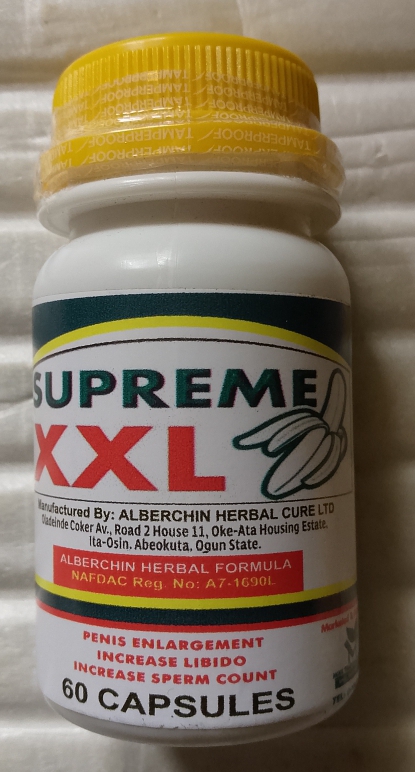 TAMPERPROOF TAMPERPROOF
SUPREME
XXL
Manufactured By: ALBERCHIN HERBAL CURE LTD
Oladeinde Coker Av., Road 2 House 11, Oke-Ata Housing Estate.
Ita-Osin. Abeokuta, Ogun State.
ALBERCHIN HERBAL FORMULA
NAFDAC Reg. No: A7-1690L
PENIS ENLARGEMENT
INCREASE LIBIDO
INCREASE SPERM COUNT
60 CAPSULES
Marketed